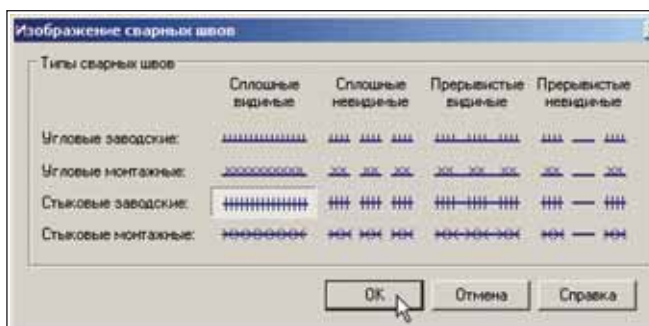 Изображение сварных швов
Типы сварных швов
Сплошные видимые
Сплошные невидимые
Прерывистые видимые
Прерывистые невидимые
Угловые заводские:
Угловые монтажные:
Стыковые заводские:
Стыковые монтажные:
OK
Отмена
Справка